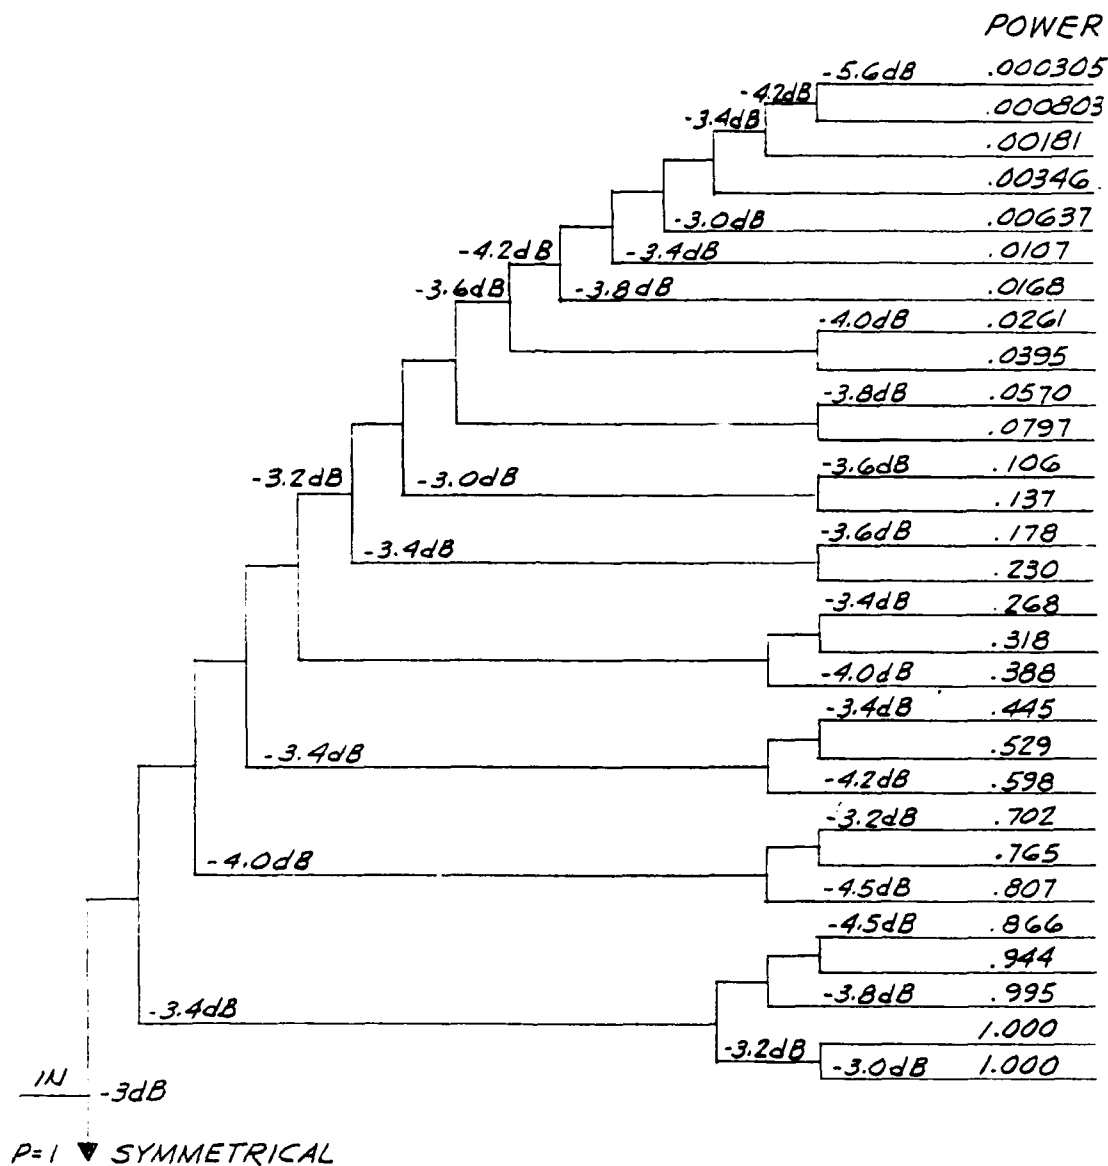 POWER
-5.6dB .000305
-4.2dB .000803
-3.4dB .00181
.00346
-3.0dB .00637
-4.2dB -3.4dB .0107
-3.6dB -3.8dB .0168
-4.0dB .0261
.0395
-3.8dB .0570
.0797
-3.2dB -3.0dB -3.6dB .106
.137
-3.4dB -3.6dB .178
.230
-3.4dB .268
.318
-4.0dB .388
-3.4dB .445
-3.4dB .529
-4.2dB .598
-3.2dB .702
-4.0dB .765
-4.5dB .807
-4.5dB .866
.944
-3.4dB -3.8dB .995
1.000
-3.2dB -3.0dB 1.000
IN -3dB
P=1 SYMMETRICAL